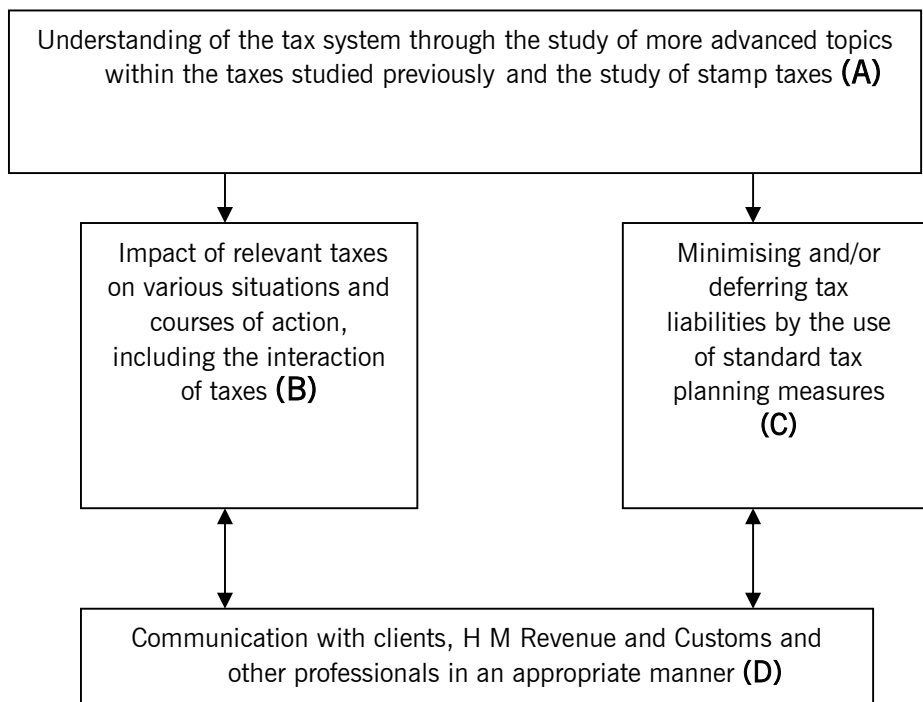 Understanding of the tax system through the study of more advanced topics
within the taxes studied previously and the study of stamp taxes (A)
Impact of relevant taxes
on various situations and
courses of action,
including the interaction
of taxes (B)
Minimising and/or
deferring tax
liabilities by the use
of standard tax
planning measures
(C)
Communication with clients, H M Revenue and Customs and
other professionals in an appropriate manner (D)